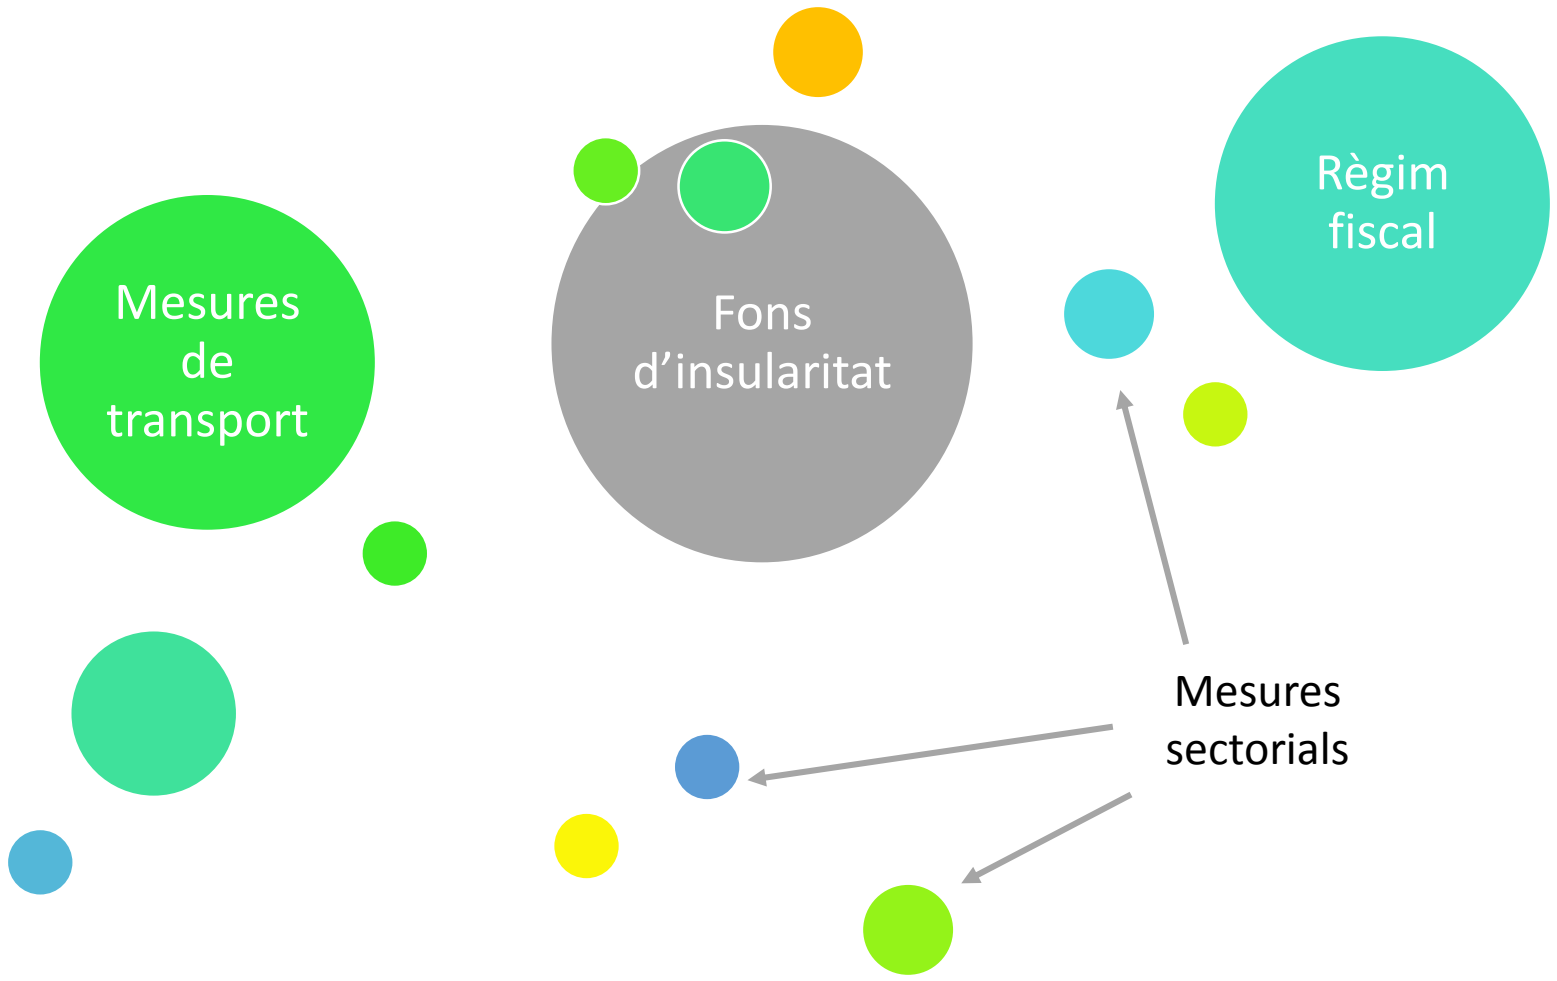 Règim
fiscal
Mesures
de
transport
Fons
d’insularitat
Mesures
sectorials